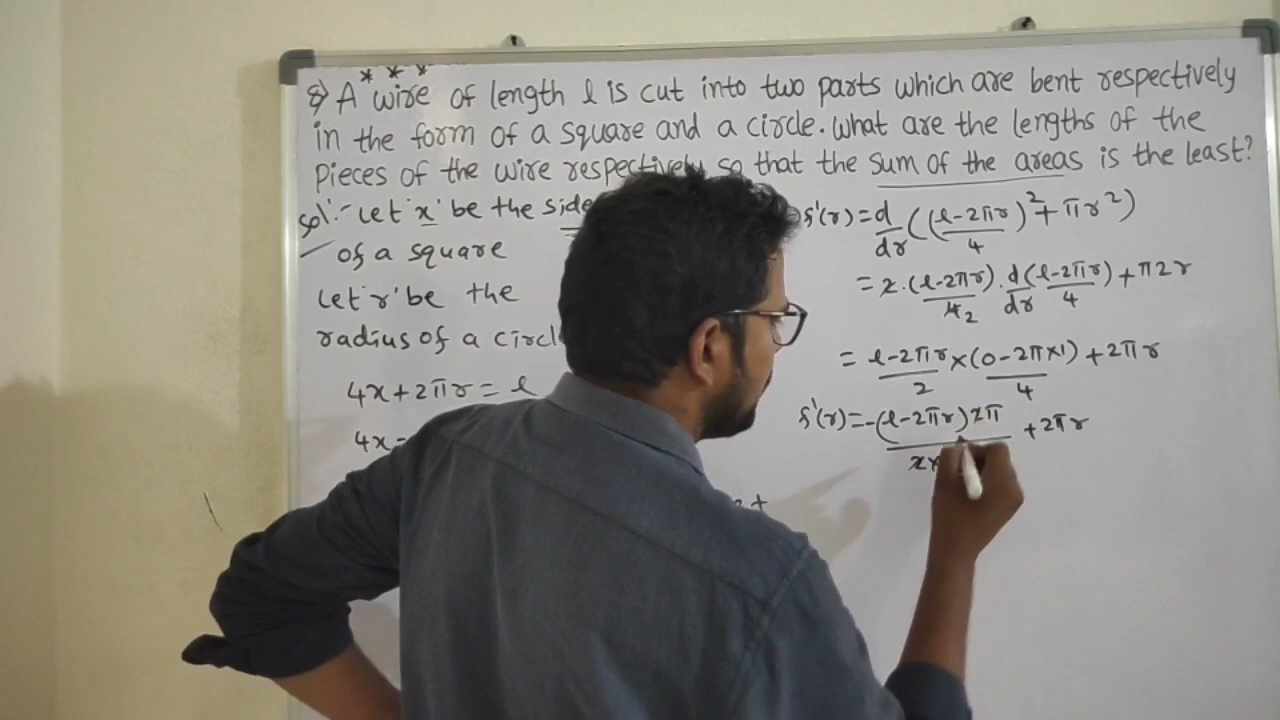 8) A wire of length l is cut into two parts which are bent respectively
in the form of a square and a circle. What are the lengths of the
pieces of the wire respectively so that the sum of the areas is the least?
* * *
Sol:- Let 'x' be the side
of a square
Let 'r' be the
radius of a circle
4x+2πr = l
4x
f'(r) = d/dr ((l-2πr/4)² + πr²)
= 2.(l-2πr)/4 2 . d/dr (l-2πr/4) + π2r
= l-2πr/2 × (0-2π×1)/4 + 2πr
f'(r) = -(l-2πr)2π/2× + 2πr